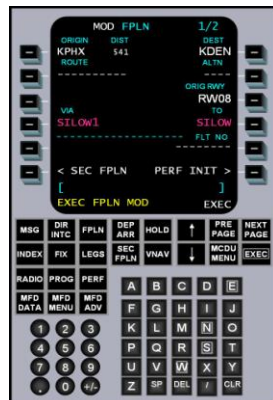 MOD FPLN 1/2
ORIGIN DIST DEST
KPHX 541 KDEN
ROUTE ALTN
ORIG RWY
RW08
VIA TO
SILOW1 SILOW
FLT NO
< SEC FPLN PERF INIT >
[ ]
EXEC FPLN MOD EXEC
MSG DIR INTC FPLN DEP ARR HOLD ↑ PRE PAGE NEXT PAGE
INDEX FIX LEGS SEC FPLN VNAV ↓ MCDU MENU EXEC
RADIO PROG PERF
MFD DATA MFD MENU MFD ADV
A B C D E
F G H I J
1 2 3 K L M N O
4 5 6 P Q R S T
7 8 9 U V W X Y
. 0 +/- Z SP DEL / CLR